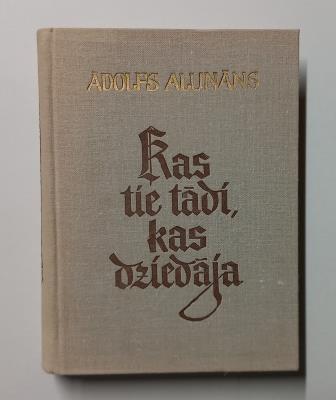 ADOLFS ALUNĀNS
Kas
tie tādi,
kas
dziedāja